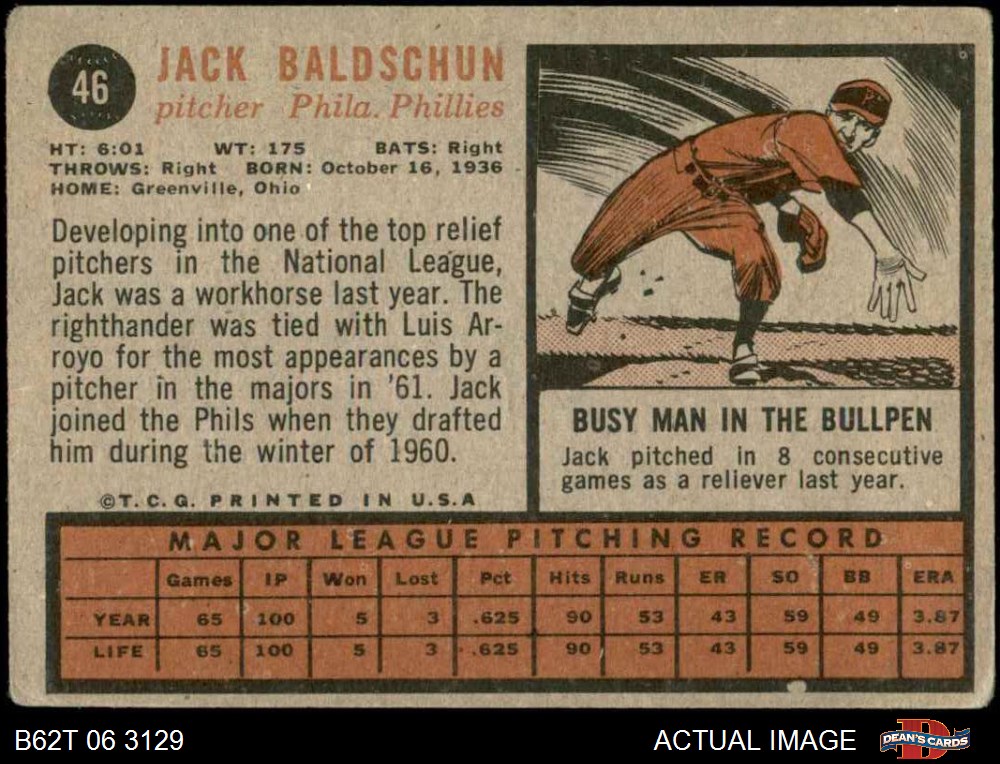 46
JACK BALDSCHUN
pitcher Phila. Phillies
HT: 6:01 WT: 175 BATS: Right
THROWS: Right BORN: October 16, 1936
HOME: Greenville, Ohio
Developing into one of the top relief
pitchers in the National League,
Jack was a workhorse last year. The
righthander was tied with Luis Ar-
royo for the most appearances by a
pitcher in the majors in '61. Jack
joined the Phils when they drafted
him during the winter of 1960.
©T.C.G. PRINTED IN U.S.A
P
BUSY MAN IN THE BULLPEN
Jack pitched in 8 consecutive
games as a reliever last year.
MAJOR LEAGUE PITCHING RECORD
Games IP Won Lost Pct Hits Runs ER SO BB ERA
YEAR 65 100 5 3 .625 90 53 43 59 49 3.87
LIFE 65 100 5 3 .625 90 53 43 59 49 3.87
B62T 06 3129
ACTUAL IMAGE
D
DEAN'S CARDS